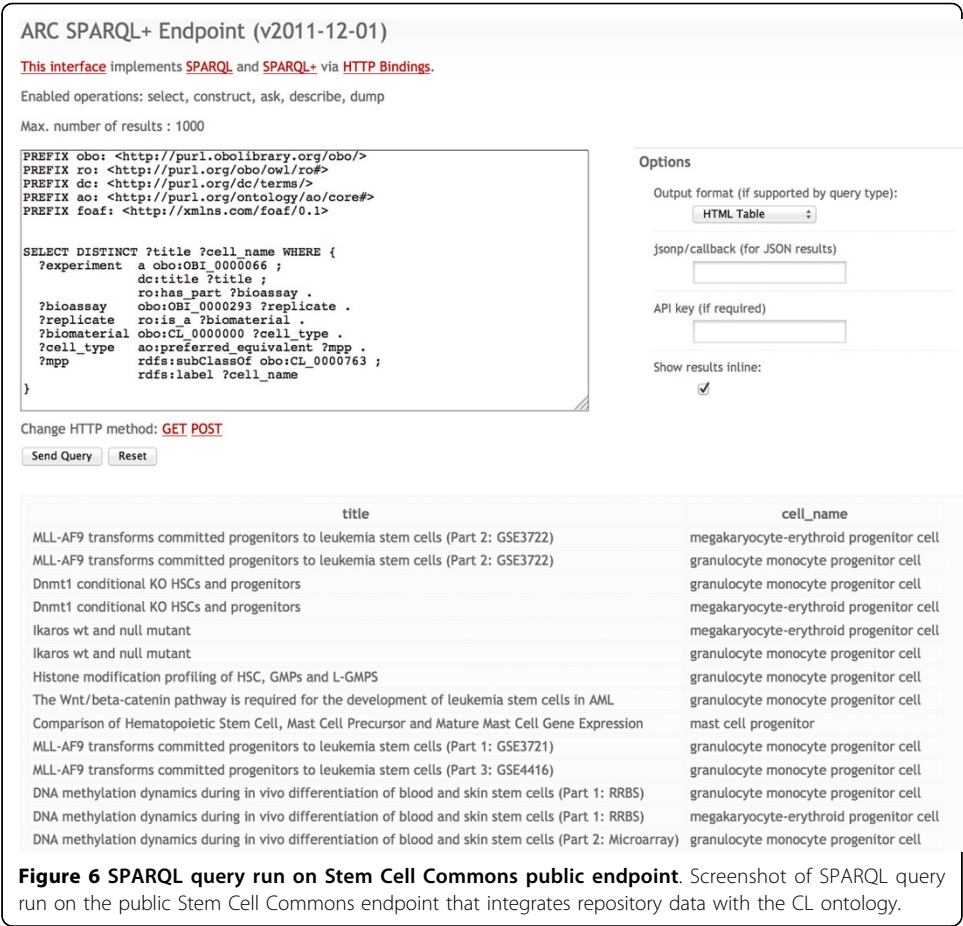 ARC SPARQL+ Endpoint (v2011-12-01)
This interface implements SPARQL and SPARQL+ via HTTP Bindings.
Enabled operations: select, construct, ask, describe, dump
Max. number of results : 1000
PREFIX obo: <http://purl.obolibrary.org/obo/>
PREFIX ro: <http://purl.org/obo/owl/ro#>
PREFIX dc: <http://purl.org/dc/terms/>
PREFIX ao: <http://purl.org/ontology/ao/core#>
PREFIX foaf: <http://xmlns.com/foaf/0.1>
SELECT DISTINCT ?title ?cell_name WHERE {
?experiment a obo:OBI_0000066 ;
dc:title ?title ;
ro:has_part ?bioassay .
?bioassay obo:OBI_0000293 ?replicate .
?replicate ro:is_a ?biomaterial .
?biomaterial obo:CL_0000000 ?cell_type .
?cell_type ao:preferred_equivalent ?mpp .
?mpp rdfs:subClassOf obo:CL_0000763 ;
rdfs:label ?cell_name
}
Options
Output format (if supported by query type):
HTML Table
jsonp/callback (for JSON results)
API key (if required)
Show results inline:
Change HTTP method: GET POST
Send Query Reset
title cell_name
MLL-AF9 transforms committed progenitors to leukemia stem cells (Part 2: GSE3722) megakaryocyte-erythroid progenitor cell
MLL-AF9 transforms committed progenitors to leukemia stem cells (Part 2: GSE3722) granulocyte monocyte progenitor cell
Dnmt1 conditional KO HSCs and progenitors granulocyte monocyte progenitor cell
Dnmt1 conditional KO HSCs and progenitors megakaryocyte-erythroid progenitor cell
Ikaros wt and null mutant megakaryocyte-erythroid progenitor cell
Ikaros wt and null mutant granulocyte monocyte progenitor cell
Histone modification profiling of HSC, GMPs and L-GMPS granulocyte monocyte progenitor cell
The Wnt/beta-catenin pathway is required for the development of leukemia stem cells in AML granulocyte monocyte progenitor cell
Comparison of Hematopoietic Stem Cell, Mast Cell Precursor and Mature Mast Cell Gene Expression mast cell progenitor
MLL-AF9 transforms committed progenitors to leukemia stem cells (Part 1: GSE3721) granulocyte monocyte progenitor cell
MLL-AF9 transforms committed progenitors to leukemia stem cells (Part 3: GSE4416) granulocyte monocyte progenitor cell
DNA methylation dynamics during in vivo differentiation of blood and skin stem cells (Part 1: RRBS) granulocyte monocyte progenitor cell
DNA methylation dynamics during in vivo differentiation of blood and skin stem cells (Part 1: RRBS) megakaryocyte-erythroid progenitor cell
DNA methylation dynamics during in vivo differentiation of blood and skin stem cells (Part 2: Microarray) granulocyte monocyte progenitor cell
Figure 6 SPARQL query run on Stem Cell Commons public endpoint. Screenshot of SPARQL query
run on the public Stem Cell Commons endpoint that integrates repository data with the CL ontology.